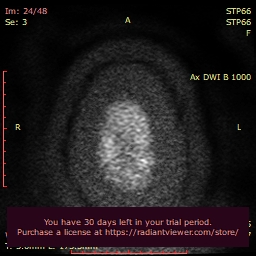 Im: 24/48
Se: 3
A
STP66
STP66
F
Ax DWI B 1000
R
L
You have 30 days left in your trial period.
Purchase a license at https://radiantviewer.com/store/